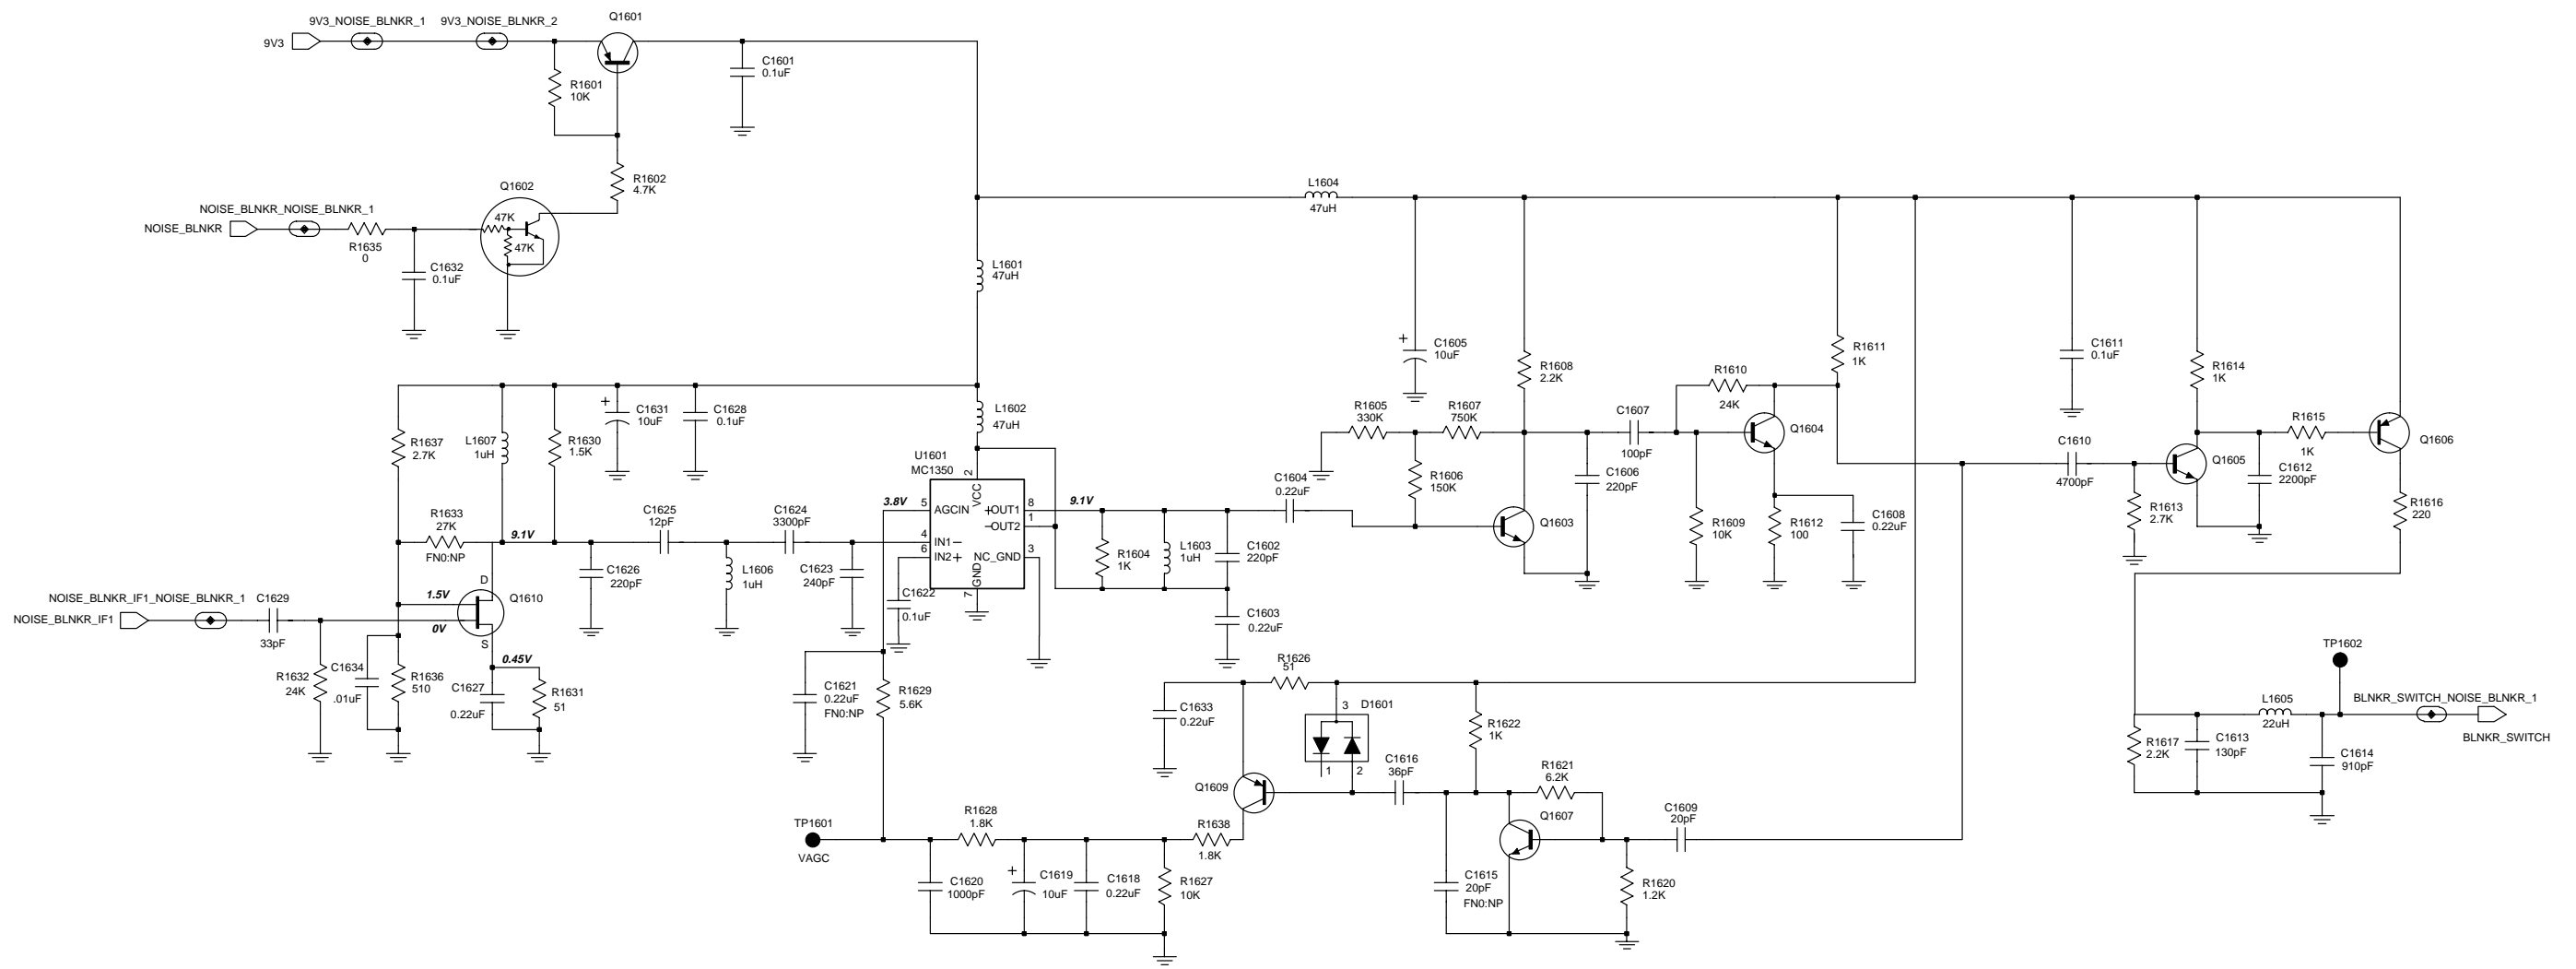 9V3_NOISE_BLNKR_1
9V3_NOISE_BLNKR_2
Q1601
9V3
R1601
10K
C1601
0.1uF
R1602
4.7K
Q1602
47K
47K
NOISE_BLNKR_NOISE_BLNKR_1
NOISE_BLNKR
R1635
0
C1632
0.1uF
L1604
47uH
L1601
47uH
C1605
10uF
+
R1608
2.2K
R1611
1K
C1611
0.1uF
R1614
1K
R1610
24K
L1602
47uH
C1631
10uF
+
C1628
0.1uF
R1637
2.7K
L1607
1uH
R1630
1.5K
R1605
330K
R1607
750K
C1607
100pF
Q1604
R1615
1K
Q1606
U1601
MC1350
C1610
4700pF
Q1605
C1612
2200pF
R1606
150K
C1606
220pF
C1604
0.22uF
2
VCC
3.8V
5
AGCIN
+OUT1
8
9.1V
−OUT2
1
4
IN1−
6
IN2+
NC_GND
3
GND
7
R1633
27K
FN0:NP
9.1V
C1625
12pF
C1624
3300pF
Q1603
R1609
10K
R1612
100
C1608
0.22uF
R1613
2.7K
R1616
220
C1626
220pF
L1606
1uH
C1623
240pF
R1604
1K
L1603
1uH
C1602
220pF
C1622
0.1uF
C1603
0.22uF
NOISE_BLNKR_IF1_NOISE_BLNKR_1
NOISE_BLNKR_IF1
C1629
33pF
1.5V
0V
D
S
Q1610
0.45V
R1632
24K
C1634
.01uF
R1636
510
C1627
0.22uF
R1631
51
C1621
0.22uF
FN0:NP
R1629
5.6K
C1633
0.22uF
R1626
51
3
D1601
1
2
R1622
1K
C1616
36pF
R1621
6.2K
Q1609
Q1607
C1609
20pF
TP1602
BLNKR_SWITCH_NOISE_BLNKR_1
L1605
22uH
BLNKR_SWITCH
R1617
2.2K
C1613
130pF
C1614
910pF
TP1601
VAGC
R1628
1.8K
R1638
1.8K
C1620
1000pF
C1619
10uF
+
C1618
0.22uF
R1627
10K
C1615
20pF
FN0:NP
R1620
1.2K